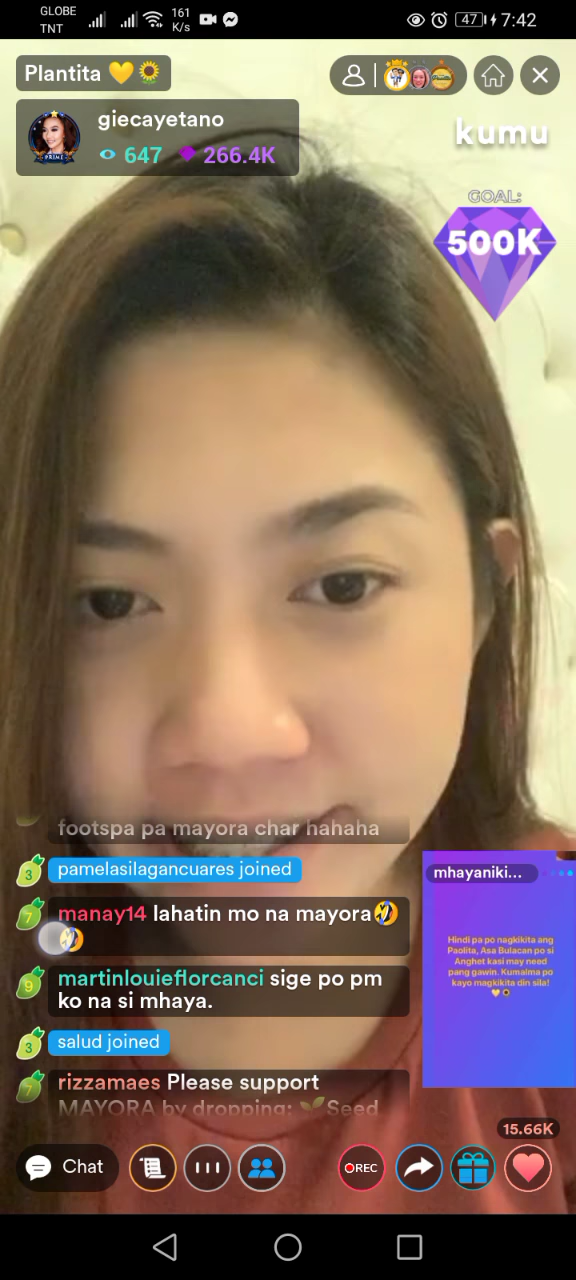 GLOBE
TNT
161
K/s
47
7:42
Plantita 💛🌻
giecayetano
647 266.4K
PRIME
kumu
GOAL:
500K
footspa pa mayora char hahaha
3 pamelasilagancuares joined
7 manay14 lahatin mo na mayora🤣
🤣
9 martinlouieflorcanci sige po pm
ko na si mhaya.
3 salud joined
7 rizzamaes Please support
MAYORA by dropping: 🌱Seed
mhayaniki...
Hindi pa po nagkikita ang
Paolita, Asa Bulacan po si
Anghet kasi may need
pang gawin. Kumalma po
kayo magkikita din sila!
💛🌻
15.66K
Chat
REC